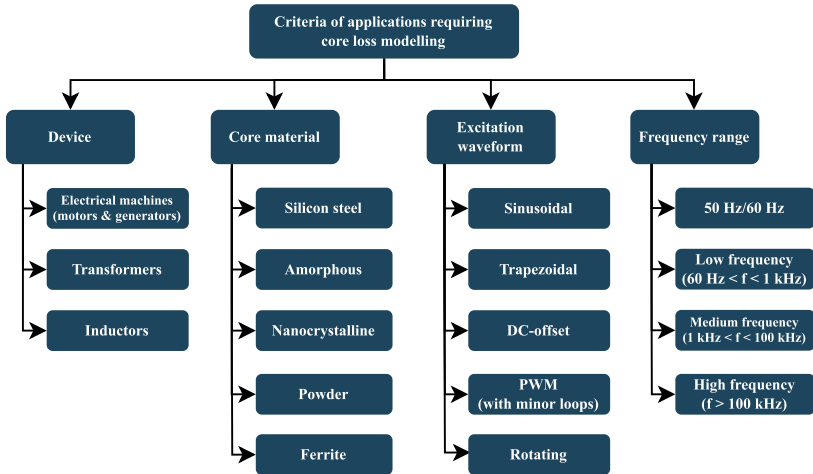 Criteria of applications requiring
core loss modelling
Device
Electrical machines
(motors & generators)
Transformers
Inductors
Core material
Silicon steel
Amorphous
Nanocrystalline
Powder
Ferrite
Excitation
waveform
Sinusoidal
Trapezoidal
DC-offset
PWM
(with minor loops)
Rotating
Frequency range
50 Hz/60 Hz
Low frequency
(60 Hz < f < 1 kHz)
Medium frequency
(1 kHz < f < 100 kHz)
High frequency
(f > 100 kHz)